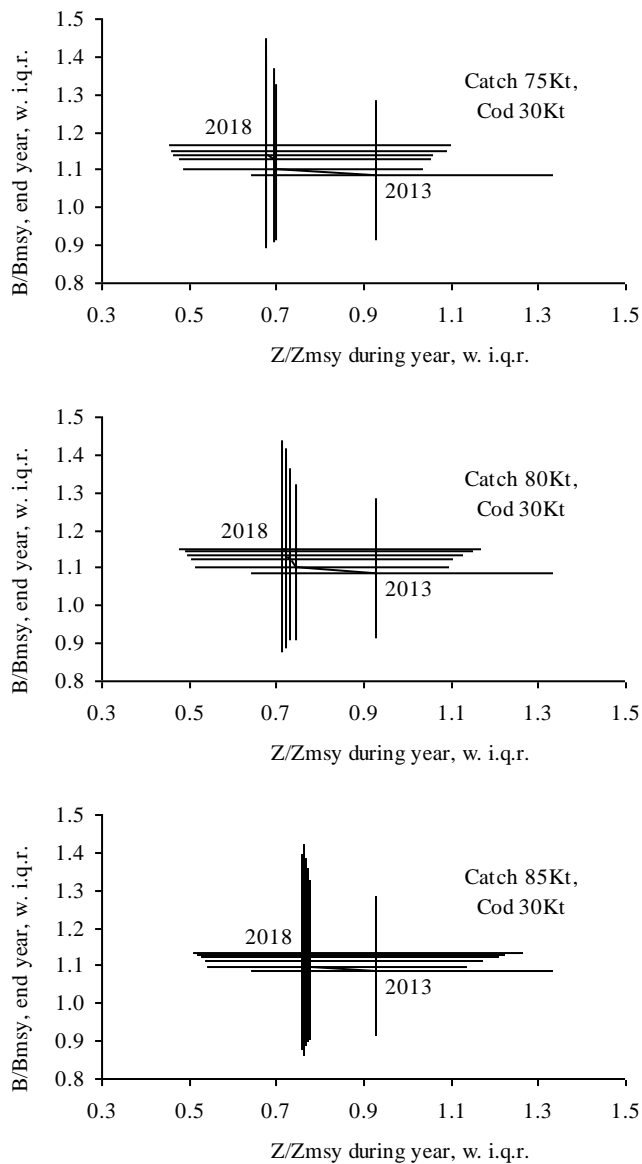 1.5
1.4
1.3
1.2
1.1
1.0
0.9
0.8
B/Bmsy, end year, w. i.q.r.
Catch 75Kt,
Cod 30Kt
2018
2013
0.3 0.5 0.7 0.9 1.1 1.3 1.5
Z/Zmsy during year, w. i.q.r.
1.5
1.4
1.3
1.2
1.1
1.0
0.9
0.8
B/Bmsy, end year, w. i.q.r.
Catch 80Kt,
Cod 30Kt
2018
2013
0.3 0.5 0.7 0.9 1.1 1.3 1.5
Z/Zmsy during year, w. i.q.r.
1.5
1.4
1.3
1.2
1.1
1.0
0.9
0.8
B/Bmsy, end year, w. i.q.r.
Catch 85Kt,
Cod 30Kt
2018
2013
0.3 0.5 0.7 0.9 1.1 1.3 1.5
Z/Zmsy during year, w. i.q.r.